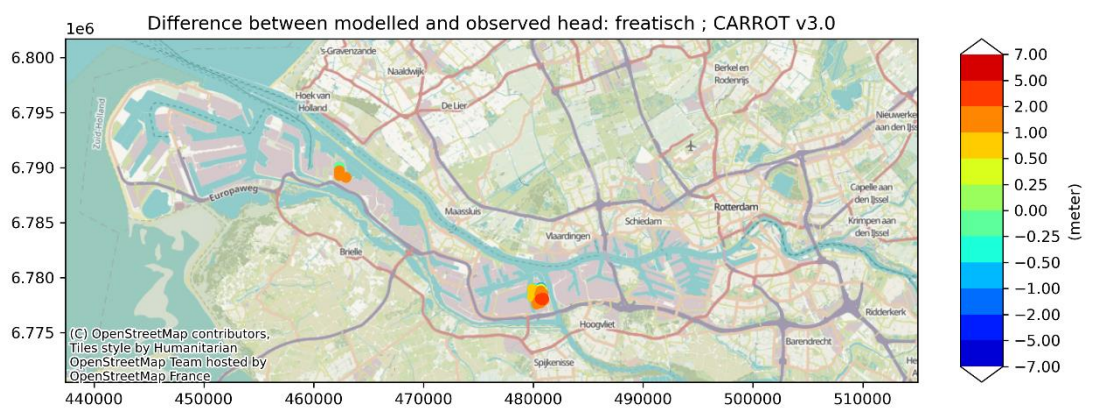 Difference between modelled and observed head: freatisch ; CARROT v3.0
1e6
6.800
6.795
6.790
6.785
6.780
6.775
's-Gravenzande
Naaldwijk
Hoek van
Holland
De Lier
Berkel en
Rodenrijs
Nieuwerke
aan den IJss
Zuid-Holland
Europaweg
Maassluis
Vlaardingen
Schiedam
Rotterdam
Capelle aan
den IJssel
Krimpen aan
den IJssel
Brielle
Hoogvliet
Spijkenisse
Barendrecht
Ridderkerk
He
(C) OpenStreetMap contributors,
Tiles style by Humanitarian
OpenStreetMap Team hosted by
OpenStreetMap France
440000
450000
460000
470000
480000
490000
500000
510000
7.00
5.00
2.00
1.00
0.50
0.25
0.00
−0.25
−0.50
−1.00
−2.00
−5.00
−7.00
(meter)